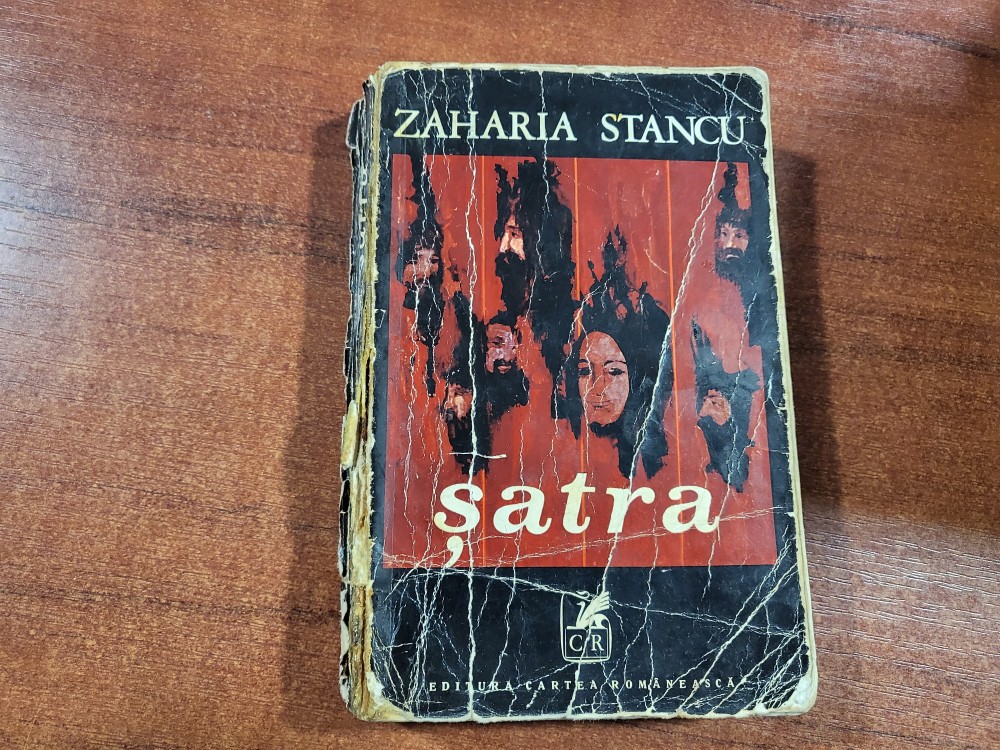 ZAHARIA STANCU
șatra
CR
EDITURA CARTEA ROMÂNEASCĂ